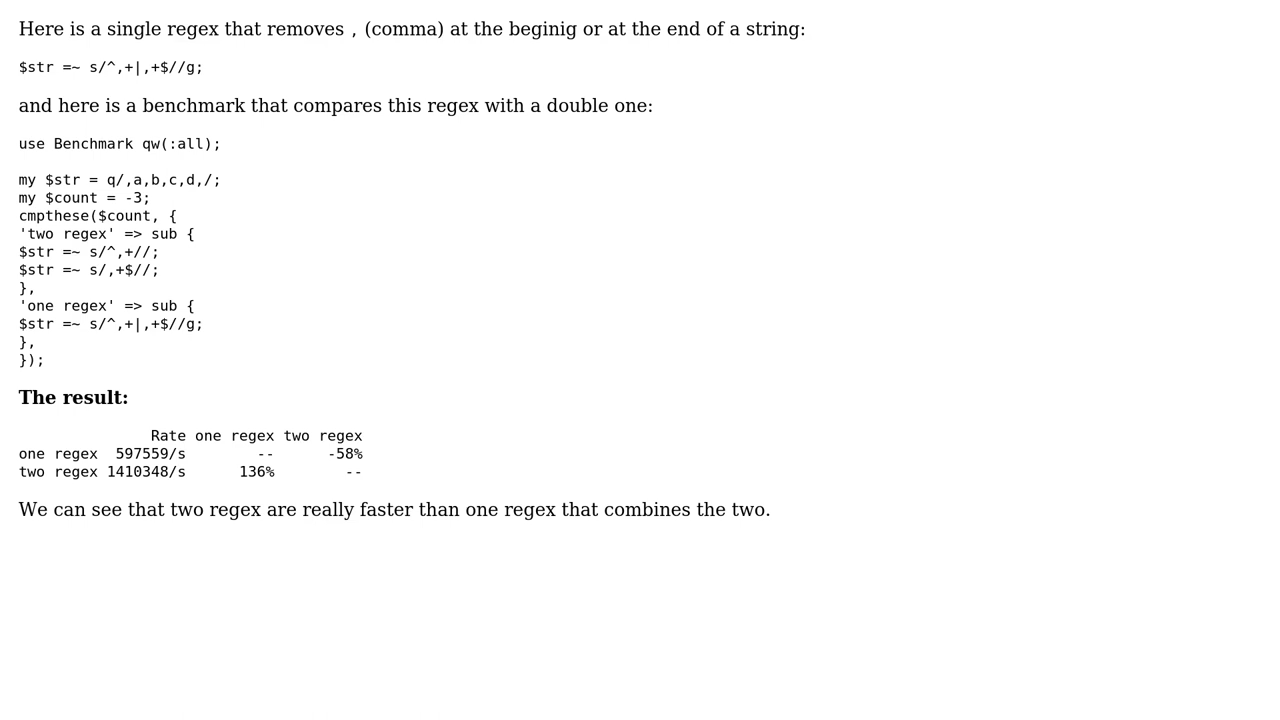 Here is a single regex that removes , (comma) at the beginig or at the end of a string:
$str =~ s/^,+|,+$//g;
and here is a benchmark that compares this regex with a double one:
use Benchmark qw(:all);
my $str = q/,a,b,c,d,/;
my $count = -3;
cmpthese($count, {
'two regex' => sub {
$str =~ s/^,+//;
$str =~ s/,+$//;
},
'one regex' => sub {
$str =~ s/^,+|,+$//g;
},
});
The result:
Rate one regex two regex
one regex 597559/s -- -58%
two regex 1410348/s 136% --
We can see that two regex are really faster than one regex that combines the two.